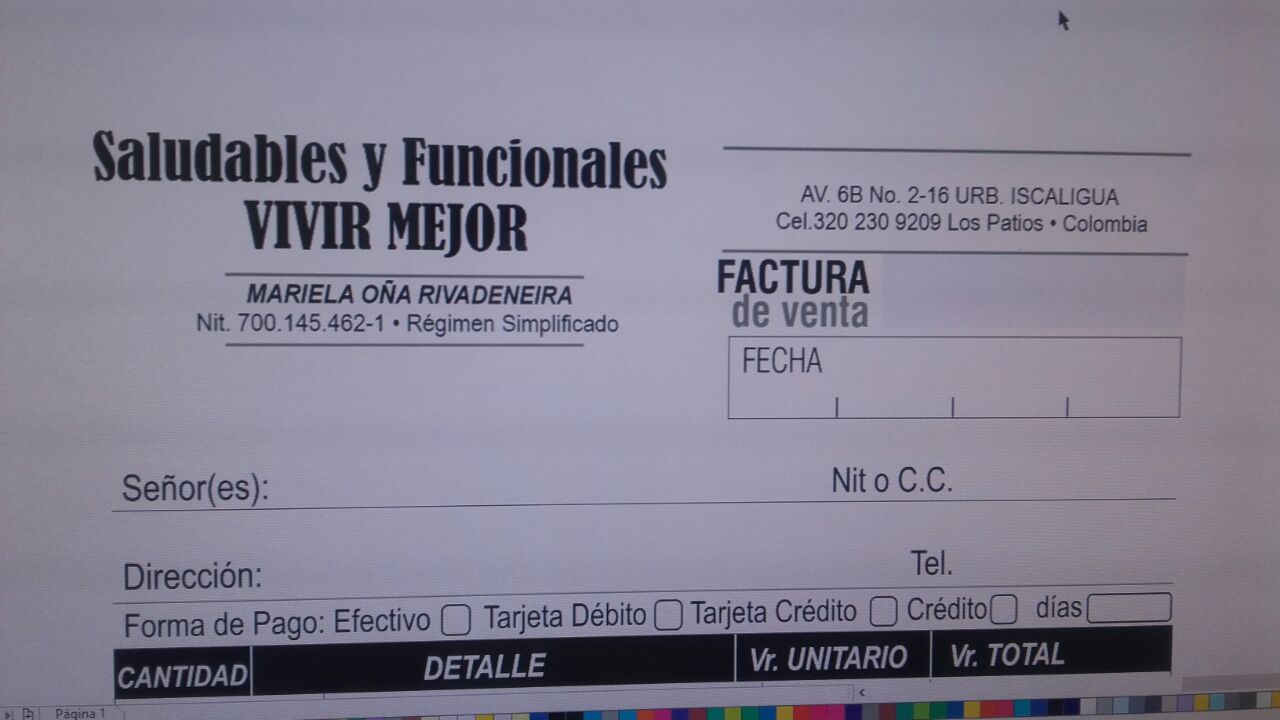 Saludables y Funcionales
VIVIR MEJOR
MARIELA OÑA RIVADENEIRA
Nit. 700.145.462-1 • Régimen Simplificado
AV. 6B No. 2-16 URB. ISCALIGUA
Cel.320 230 9209 Los Patios • Colombia
FACTURA
de venta
FECHA
Señor(es): Nit o C.C.
Dirección: Tel.
Forma de Pago: Efectivo Tarjeta Débito Tarjeta Crédito Crédito días
CANTIDAD DETALLE Vr. UNITARIO Vr. TOTAL
Página 1